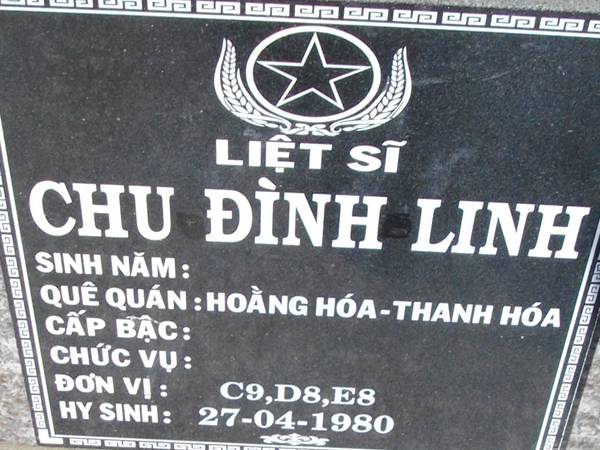 LIỆT SĨ
CHU ĐÌNH LINH
SINH NĂM :
QUÊ QUÁN : HOẰNG HÓA - THANH HÓA
CẤP BẬC :
CHỨC VỤ :
ĐƠN VỊ : C9,D8,E8
HY SINH : 27-04-1980